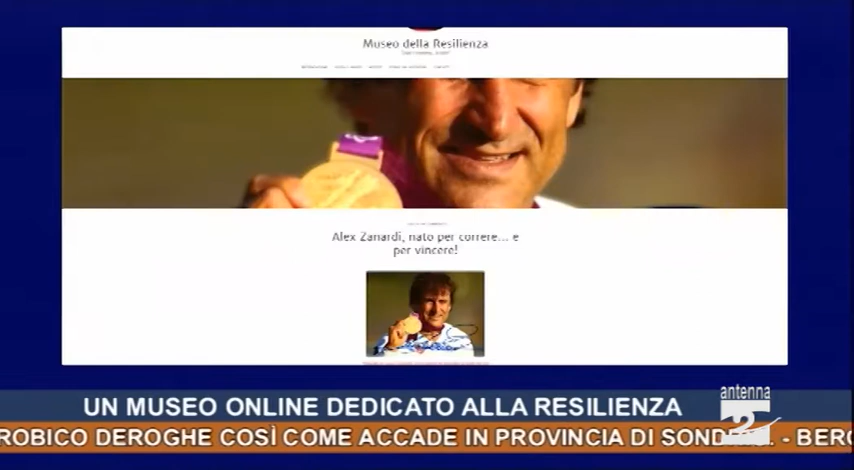 Museo della Resilienza
Alex Zanardi, nato per correre... e
per vincere!
UN MUSEO ONLINE DEDICATO ALLA RESILIENZA
antenna
2
ROBICO DEROGHE COSÌ COME ACCADE IN PROVINCIA DI - BERG